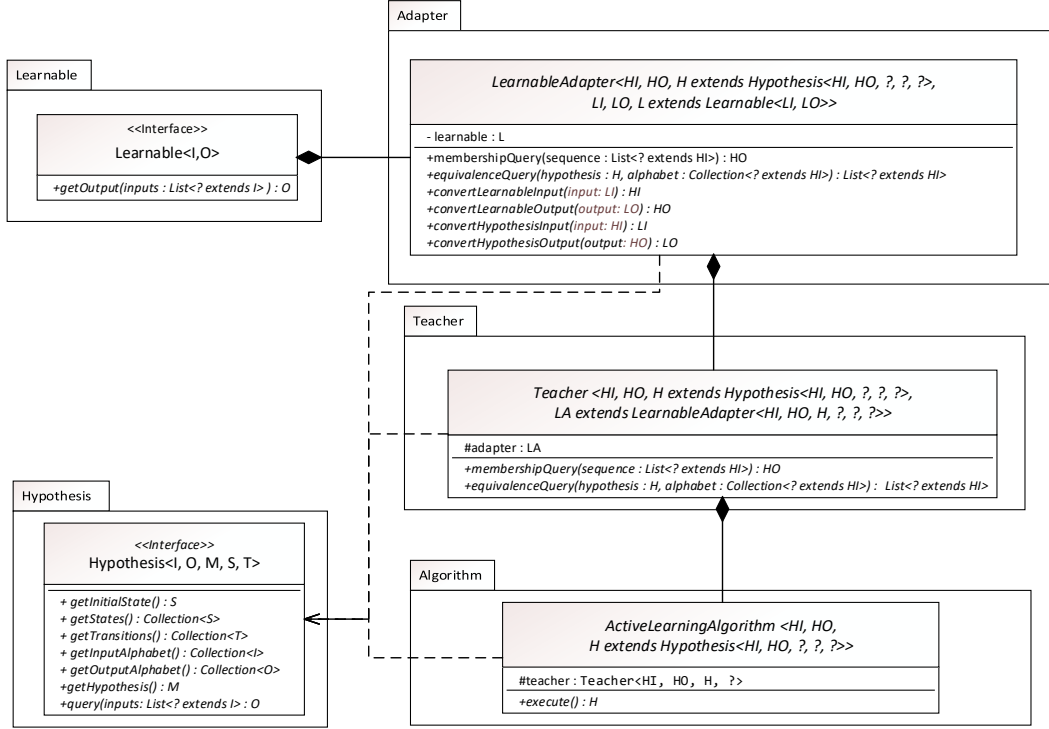 Adapter
LearnableAdapter<HI, HO, H extends Hypothesis<HI, HO, ?, ?, ?>,
LI, LO, L extends Learnable<LI, LO>>
- learnable : L
+membershipQuery(sequence : List<? extends HI>) : HO
+equivalenceQuery(hypothesis : H, alphabet : Collection<? extends HI>) : List<? extends HI>
+convertLearnableInput(input: LI) : HI
+convertLearnableOutput(output: LO) : HO
+convertHypothesisInput(input: HI) : LI
+convertHypothesisOutput(output: HO) : LO
Learnable
<<Interface>>
Learnable<I,O>
+getOutput(inputs : List<? extends I> ) : O
Teacher
Teacher <HI, HO, H extends Hypothesis<HI, HO, ?, ?, ?>,
LA extends LearnableAdapter<HI, HO, H, ?, ?, ?>>
#adapter : LA
+membershipQuery(sequence : List<? extends HI>) : HO
+equivalenceQuery(hypothesis : H, alphabet : Collection<? extends HI>) : List<? extends HI>
Hypothesis
<<Interface>>
Hypothesis<I, O, M, S, T>
+ getInitialState() : S
+ getStates() : Collection<S>
+ getTransitions() : Collection<T>
+ getInputAlphabet() : Collection<I>
+ getOutputAlphabet() : Collection<O>
+getHypothesis() : M
+query(inputs: List<? extends I> : O
Algorithm
ActiveLearningAlgorithm <HI, HO,
H extends Hypothesis<HI, HO, ?, ?, ?>>
#teacher : Teacher<HI, HO, H, ?>
+execute() : H